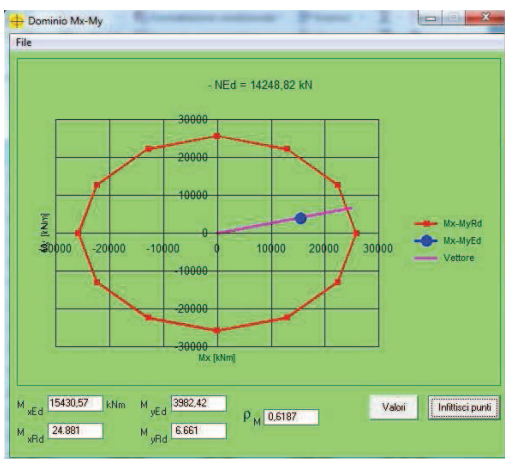 Dominio Mx-My
File
- NEd = 14248,82 kN
30000
20000
10000
0
-20000
-10000
0
10000
20000
30000
-10000
-20000
-30000
Mx [kNm]
Mx-MyRd
Mx-MyEd
Vettore
M xEd 15430,57 kNm M yEd 3982,42
ρ M 0,6187
Valori
Infittisci punti
M xRd 24.881 M yRd 6.661